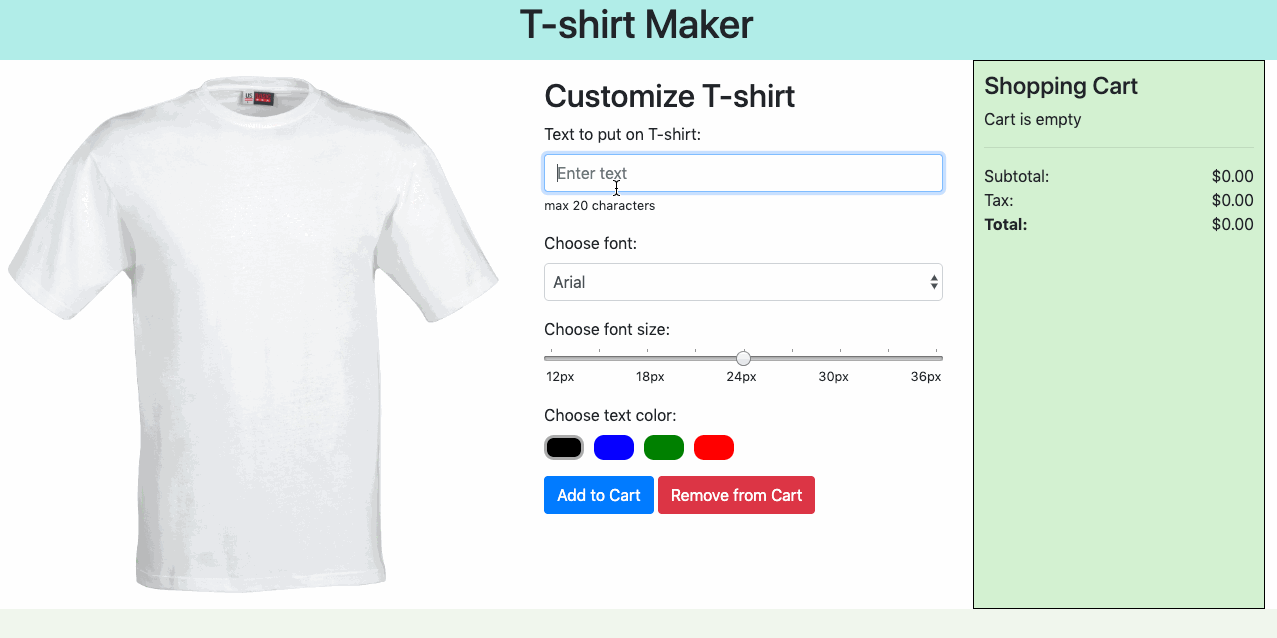 T-shirt Maker
Customize T-shirt
Text to put on T-shirt:
Enter text
max 20 characters
Choose font:
Arial
Choose font size:
12px 18px 24px 30px 36px
Choose text color:
Add to Cart Remove from Cart
Shopping Cart
Cart is empty
Subtotal: $0.00
Tax: $0.00
Total: $0.00